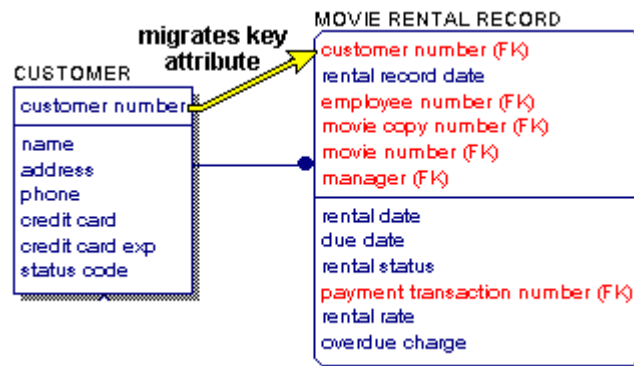 migrates key
attribute
CUSTOMER
customer number
name
address
phone
credit card
credit card exp
status code
MOVIE RENTAL RECORD
customer number (FK)
rental record date
employee number (FK)
movie copy number (FK)
movie number (FK)
manager (FK)
rental date
due date
rental status
payment transaction number (FK)
rental rate
overdue charge